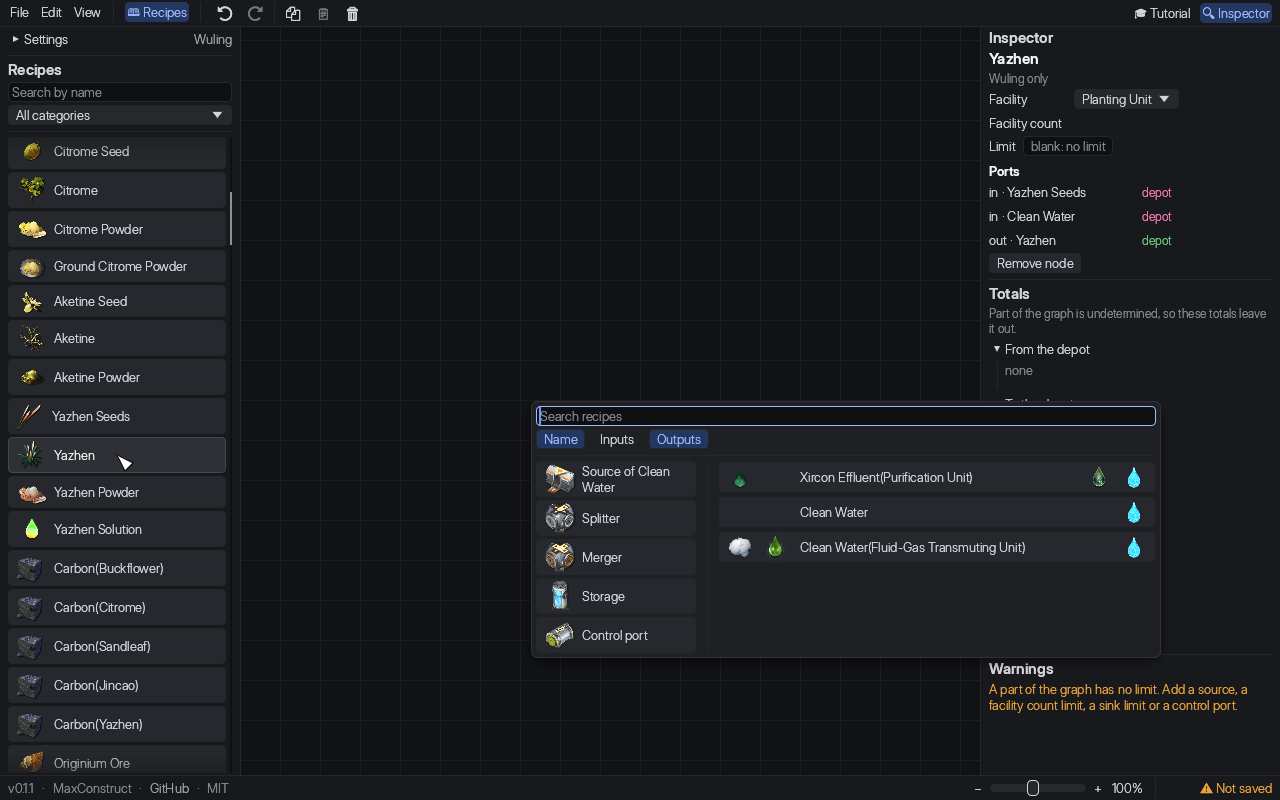 File Edit View Recipes Tutorial Inspector
Settings Wuling
Recipes
Search by name
All categories
Citrome Seed
Citrome
Citrome Powder
Ground Citrome Powder
Aketine Seed
Aketine
Aketine Powder
Yazhen Seeds
Yazhen
Yazhen Powder
Yazhen Solution
Carbon(Buckflower)
Carbon(Citrome)
Carbon(Sandleaf)
Carbon(Jincao)
Carbon(Yazhen)
Originium Ore
Search recipes
Name Inputs Outputs
Source of Clean
Water
Splitter
Merger
Storage
Control port
Xircon Effluent(Purification Unit)
Clean Water
Clean Water(Fluid-Gas Transmuting Unit)
Inspector
Yazhen
Wuling only
Facility Planting Unit
Facility count
Limit blank: no limit
Ports
in · Yazhen Seeds depot
in · Clean Water depot
out · Yazhen depot
Remove node
Totals
Part of the graph is undetermined, so these totals leave
it out.
From the depot
none
Warnings
A part of the graph has no limit. Add a source, a
facility count limit, a sink limit or a control port.
v0.1.1 · MaxConstruct · GitHub · MIT
− + 100% Not saved